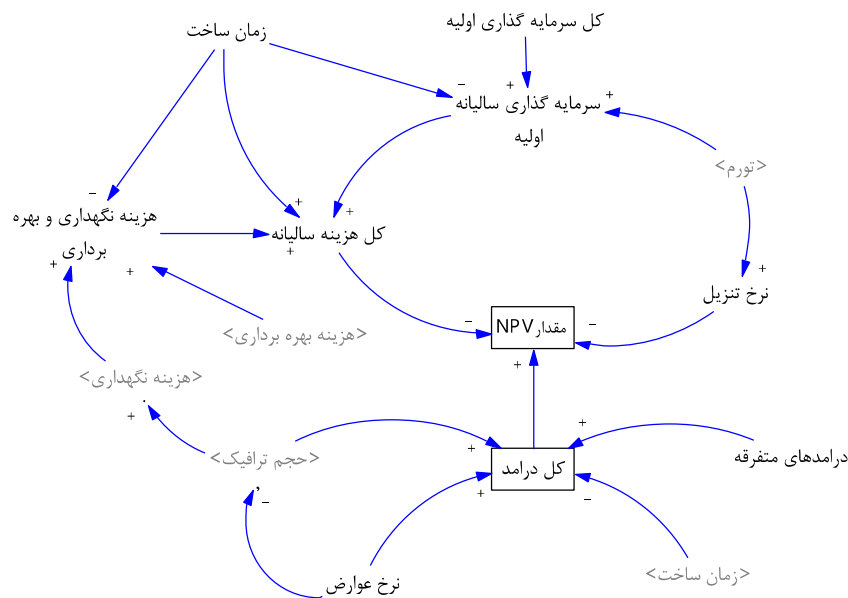 کل سرمایه گذاری اولیه
زمان ساخت
- + +
سرمایه گذاری سالیانه
اولیه
<تورم>
-
هزینه نگهداری و بهره
برداری
+ +
+ +
کل هزینه سالیانه
+
+
نرخ تنزیل
- -
مقدار NPV
<هزینه بهره برداری>
+
<هزینه نگهداری>
+
+ +
درامدهای متفرقه
<حجم ترافیک>
کل درامد
- + -
<زمان ساخت>
نرخ عوارض